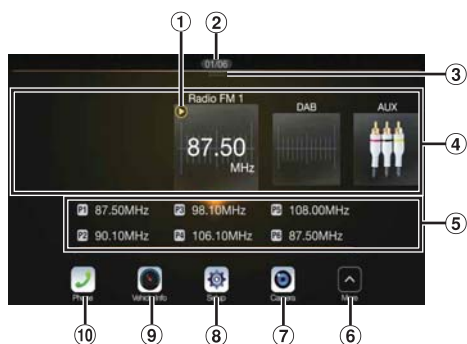 ① ② ③ ④ ⑤ ⑥ ⑦ ⑧ ⑨ ⑩
01/06
Radio FM 1
DAB
AUX
87.50
MHz
P1 87.50MHz P3 98.10MHz P5 108.00MHz
P2 90.10MHz P4 106.10MHz P6 87.50MHz
Phone Vehicle Info Setup Camera More